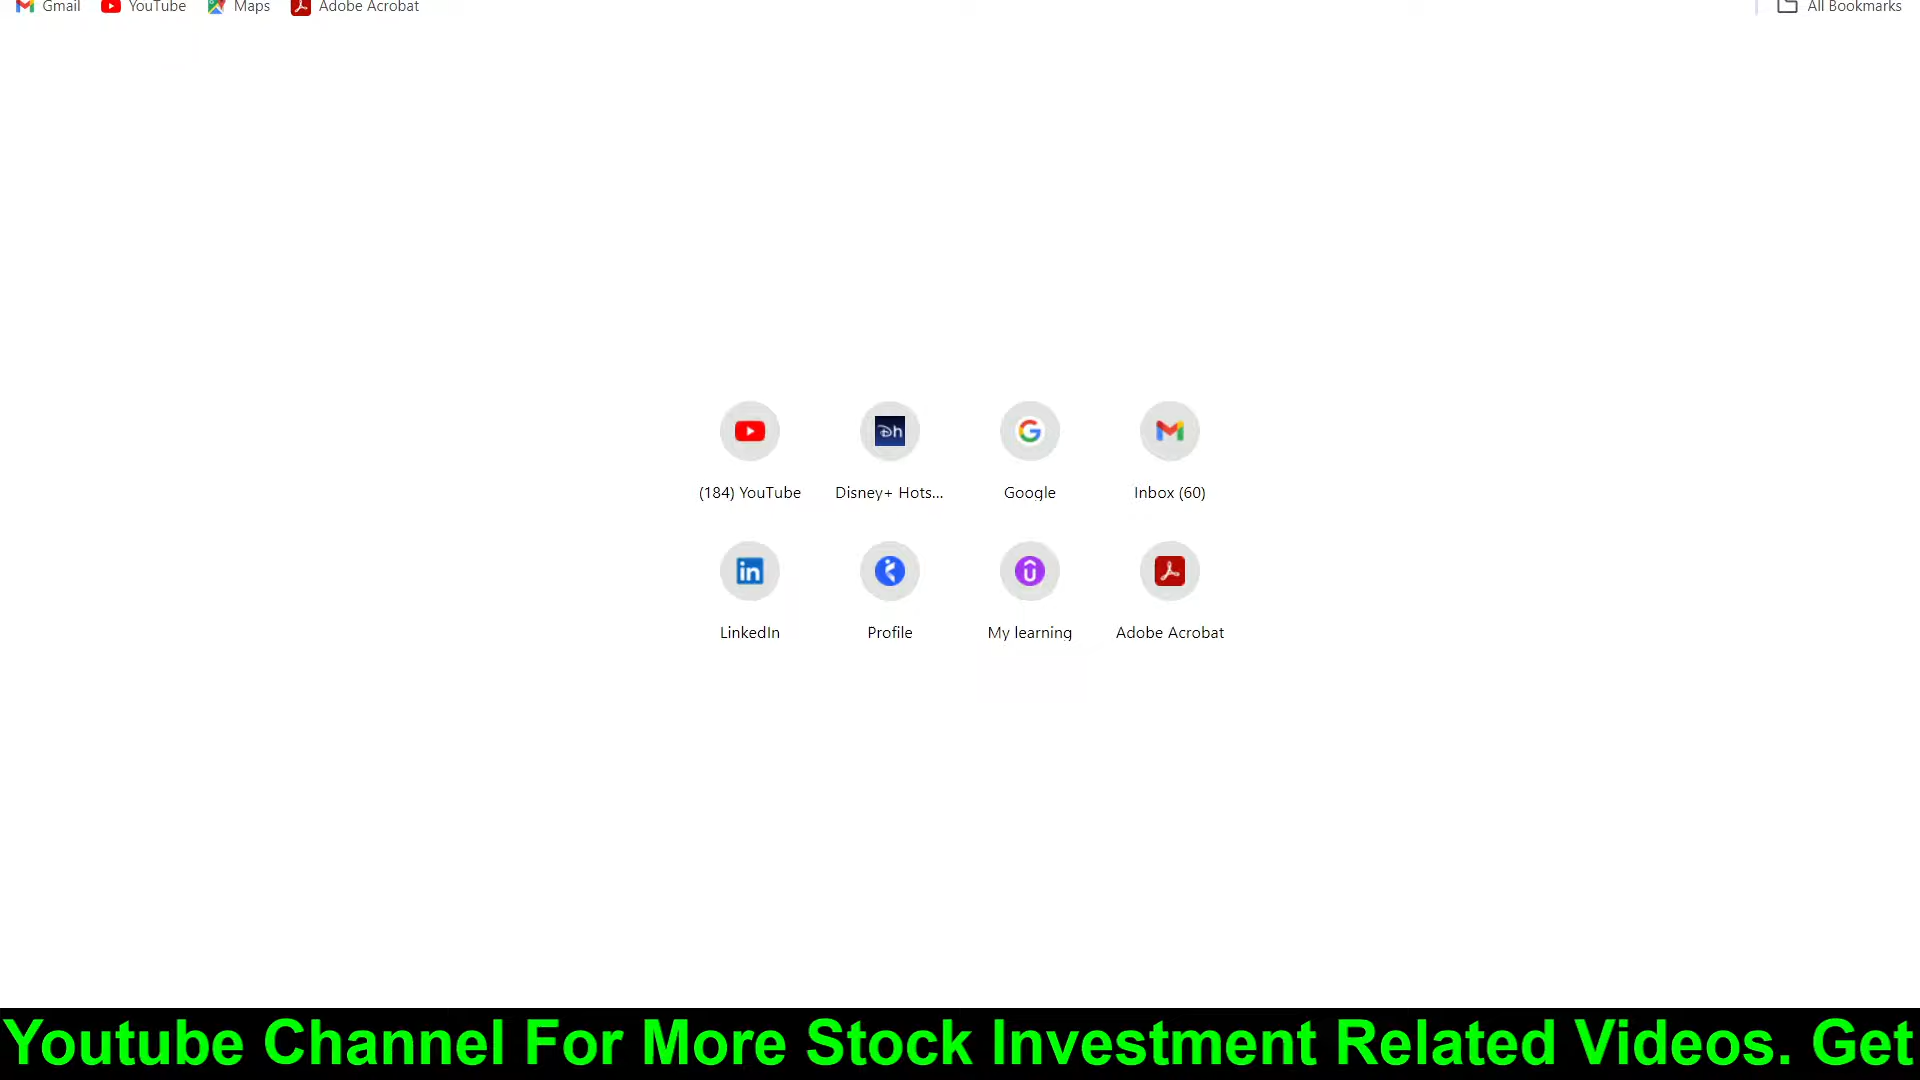 Gmail YouTube Maps Adobe Acrobat All Bookmarks
(184) YouTube Disney+ Hots... Google Inbox (60)
LinkedIn Profile My learning Adobe Acrobat
Youtube Channel For More Stock Investment Related Videos. Get